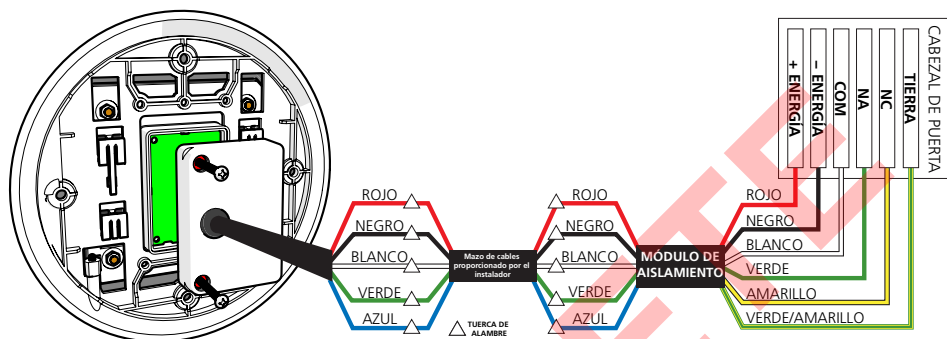 CABEZAL DE PUERTA
+ ENERGÍA
– ENERGÍA
COM
NA
NC
TIERRA
ROJO
NEGRO
BLANCO
VERDE
AZUL
Mazo de cables
proporcionado por el
instalador
TUERCA DE
ALAMBRE
ROJO
NEGRO
BLANCO
VERDE
AZUL
MÓDULO DE
AISLAMIENTO
ROJO
NEGRO
BLANCO
VERDE
AMARILLO
VERDE/AMARILLO